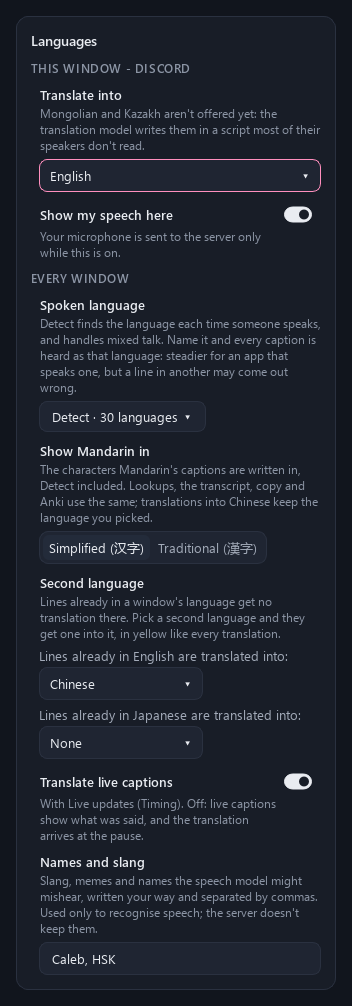 Languages
THIS WINDOW - DISCORD
Translate into
Mongolian and Kazakh aren't offered yet: the
translation model writes them in a script most of their
speakers don't read.
English
Show my speech here
Your microphone is sent to the server only
while this is on.
EVERY WINDOW
Spoken language
Detect finds the language each time someone speaks,
and handles mixed talk. Name it and every caption is
heard as that language: steadier for an app that
speaks one, but a line in another may come out
wrong.
Detect · 30 languages
Show Mandarin in
The characters Mandarin's captions are written in,
Detect included. Lookups, the transcript, copy and
Anki use the same; translations into Chinese keep the
language you picked.
Simplified (汉字) Traditional (漢字)
Second language
Lines already in a window's language get no
translation there. Pick a second language and they
get one into it, in yellow like every translation.
Lines already in English are translated into:
Chinese
Lines already in Japanese are translated into:
None
Translate live captions
With Live updates (Timing). Off: live captions
show what was said, and the translation
arrives at the pause.
Names and slang
Slang, memes and names the speech model might
mishear, written your way and separated by commas.
Used only to recognise speech; the server doesn't
keep them.
Caleb, HSK